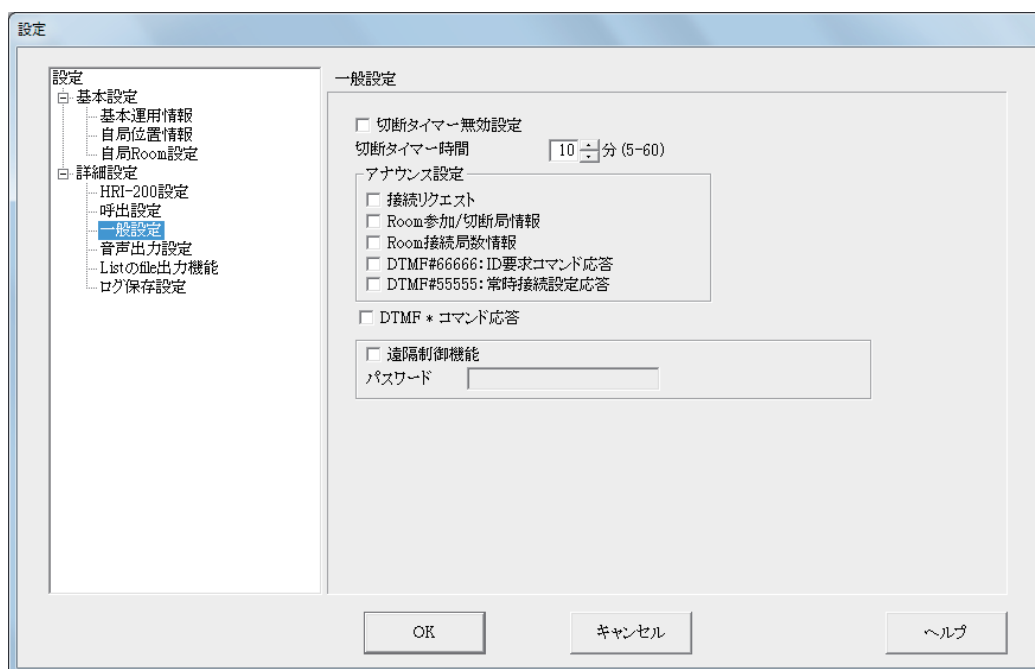 設定
設定
基本設定
基本運用情報
自局位置情報
自局Room設定
詳細設定
HRI-200設定
呼出設定
一般設定
音声出力設定
Listのfile出力機能
ログ保存設定
一般設定
切断タイマー無効設定
切断タイマー時間 10 分(5-60)
アナウンス設定
接続リクエスト
Room参加/切断局情報
Room接続局数情報
DTMF#66666:ID要求コマンド応答
DTMF#55555:常時接続設定応答
DTMF * コマンド応答
遠隔制御機能
パスワード
OK キャンセル ヘルプ